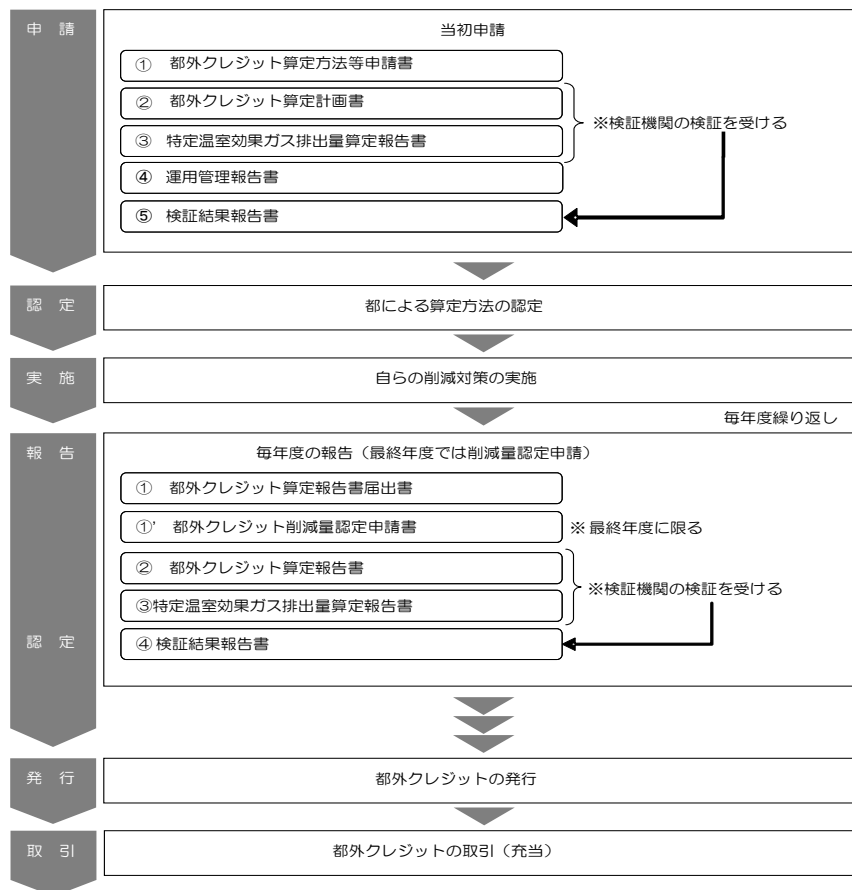 申 請
当初申請
① 都外クレジット算定方法等申請書
② 都外クレジット算定計画書
※検証機関の検証を受ける
③ 特定温室効果ガス排出量算定報告書
④ 運用管理報告書
⑤ 検証結果報告書
認 定
都による算定方法の認定
実 施
自らの削減対策の実施
毎年度繰り返し
報 告
毎年度の報告（最終年度では削減量認定申請）
① 都外クレジット算定報告書届出書
①’ 都外クレジット削減量認定申請書
※ 最終年度に限る
② 都外クレジット算定報告書
※検証機関の検証を受ける
③特定温室効果ガス排出量算定報告書
認 定
④ 検証結果報告書
発 行
都外クレジットの発行
取 引
都外クレジットの取引（充当）